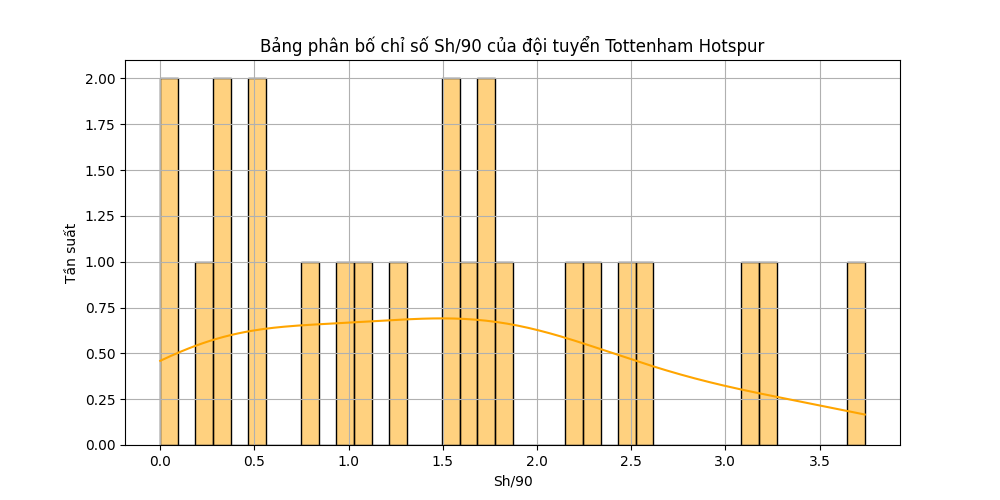 Bảng phân bố chỉ số Sh/90 của đội tuyển Tottenham Hotspur
2.00
1.75
1.50
1.25
1.00
0.75
0.50
0.25
0.00
Tần suất
0.0 0.5 1.0 1.5 2.0 2.5 3.0 3.5
Sh/90